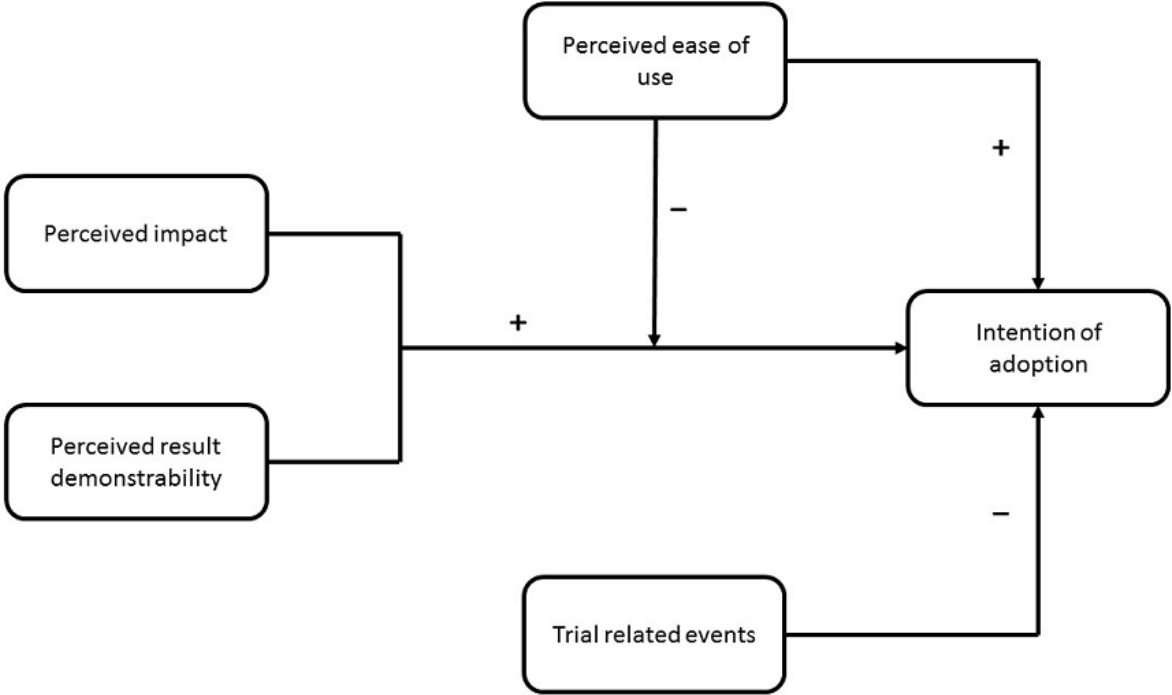 Perceived ease of
use
+
−
Perceived impact
+
Intention of
adoption
Perceived result
demonstrability
−
Trial related events